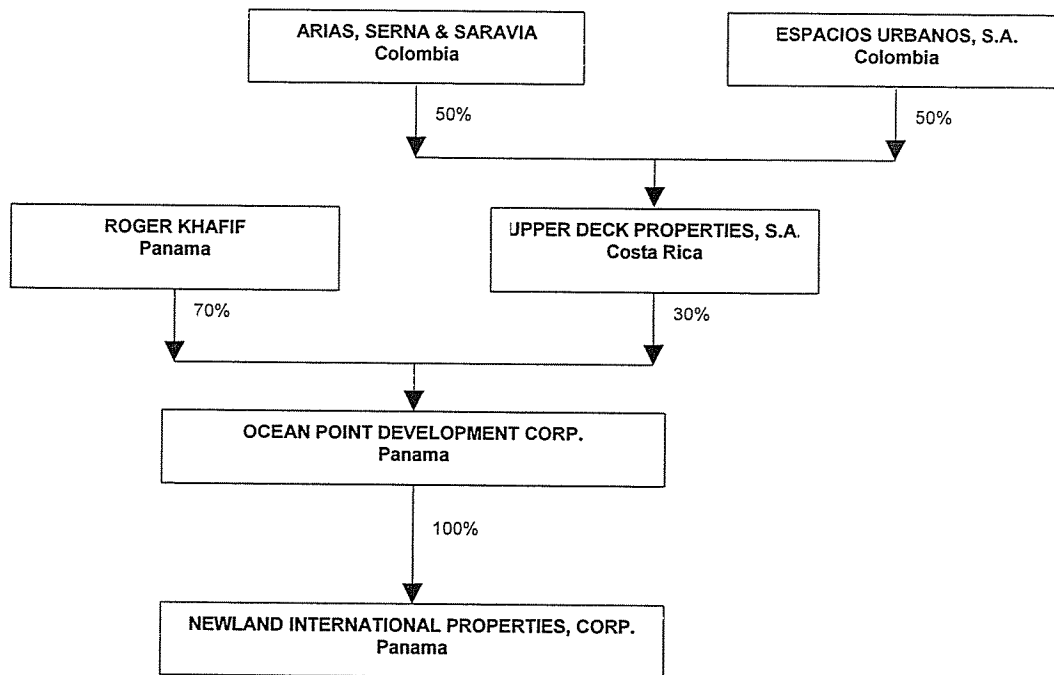 ARIAS, SERNA & SARAVIA
Colombia
ESPACIOS URBANOS, S.A.
Colombia
50%
50%
ROGER KHAFIF
Panama
UPPER DECK PROPERTIES, S.A.
Costa Rica
70%
30%
OCEAN POINT DEVELOPMENT CORP.
Panama
100%
NEWLAND INTERNATIONAL PROPERTIES, CORP.
Panama